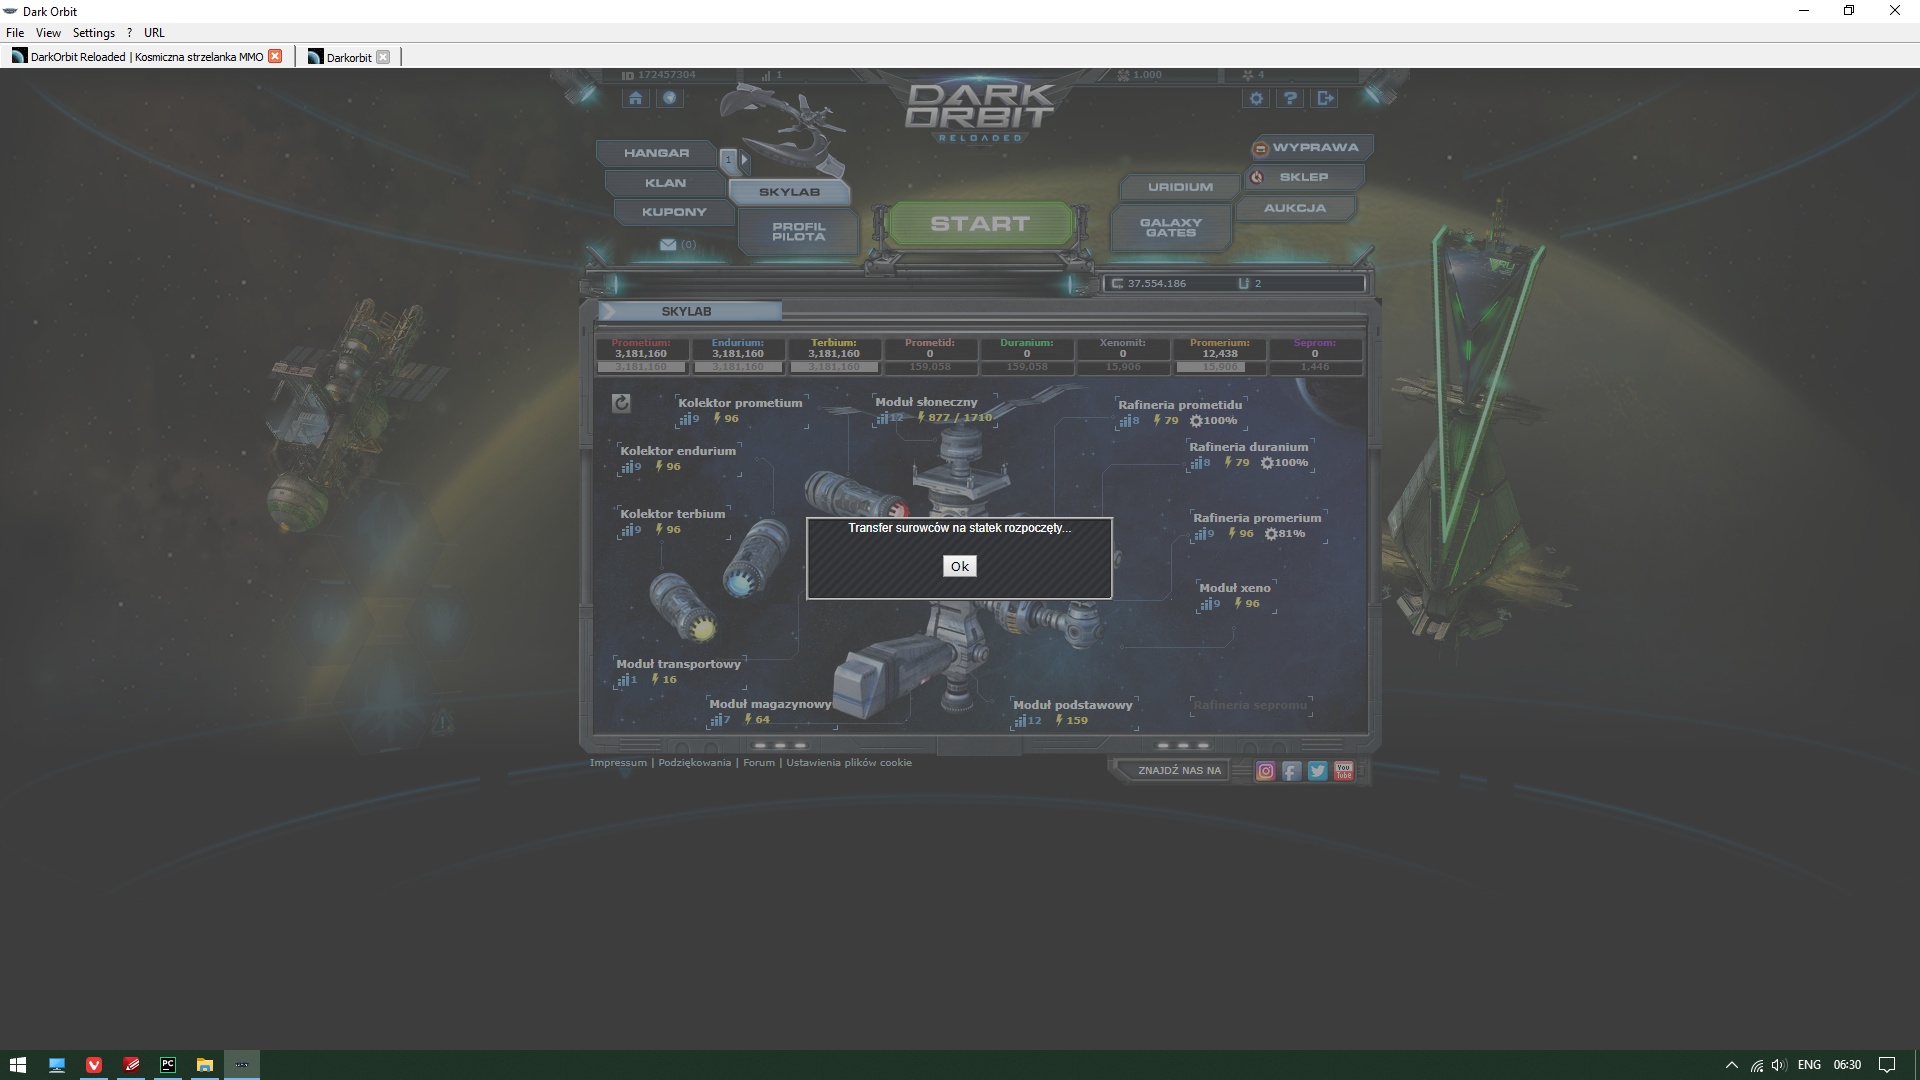 Dark Orbit
File View Settings ? URL
DarkOrbit Reloaded | Kosmiczna strzelanka MMO
Darkorbit
ID 172457304
1
1.000
4
DARK ORBIT
RELOADED
HANGAR
1
KLAN
SKYLAB
KUPONY
PROFIL PILOTA
(0)
START
URIDIUM
GALAXY GATES
WYPRAWA
SKLEP
AUKCJA
C 37.554.186
U 2
SKYLAB
Prometium: Endurium: Terbium: Prometid: Duranium: Xenomit: Promerium: Seprom:
3,181,160 3,181,160 3,181,160 0 0 0 12,438 0
3,181,160 3,181,160 3,181,160 159,058 159,058 15,906 15,906 1,446
Kolektor prometium
9 96
Moduł słoneczny
12 877 / 1710
Rafineria prometidu
8 79 100%
Kolektor endurium
9 96
Rafineria duranium
8 79 100%
Kolektor terbium
9 96
Rafineria promerium
9 96 81%
Transfer surowców na statek rozpoczęty...
Ok
Moduł xeno
9 96
Moduł transportowy
1 16
Moduł magazynowy
7 64
Moduł podstawowy
12 159
Rafineria sepromu
Impressum | Podziękowania | Forum | Ustawienia plików cookie
ZNAJDŹ NAS NA
You Tube
PC
ENG 06:30